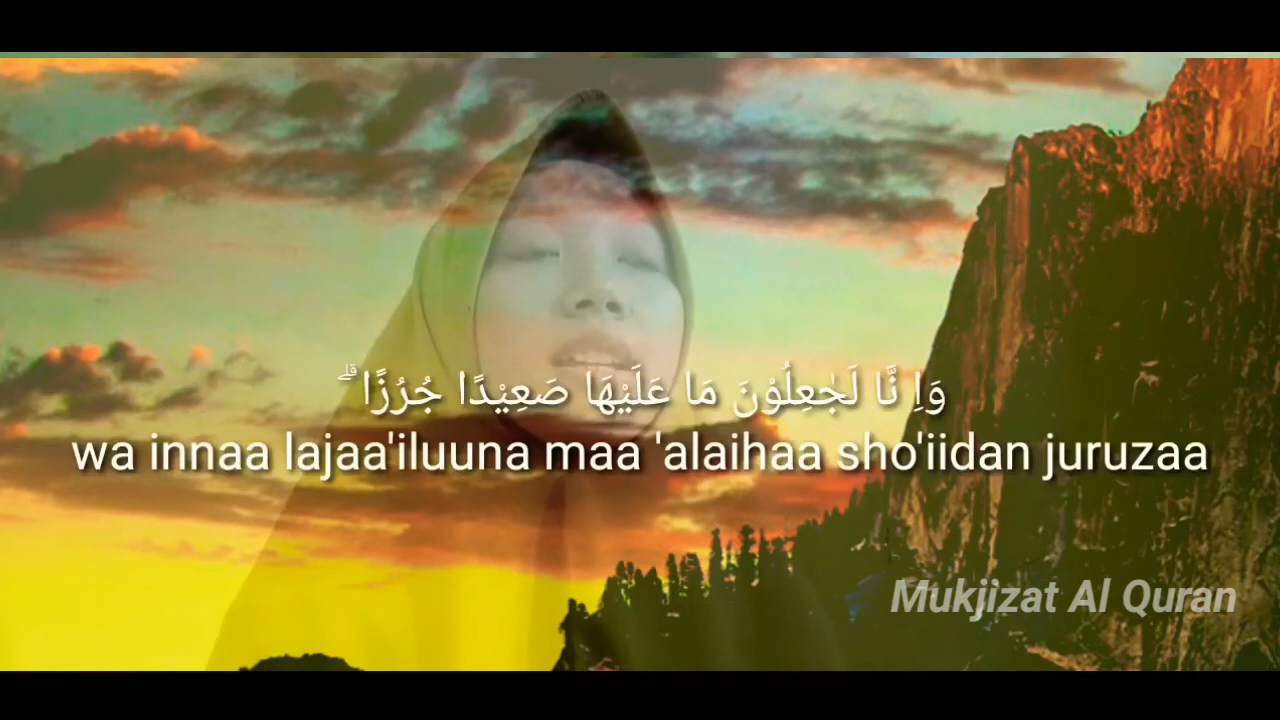 وَاِ نَّا لَجٰعِلُوْنَ مَا عَلَيْهَا صَعِيْدًا جُرُزًا ۗ
wa innaa lajaa'iluuna maa 'alaihaa sho'iidan juruzaa
Mukjizat Al Quran